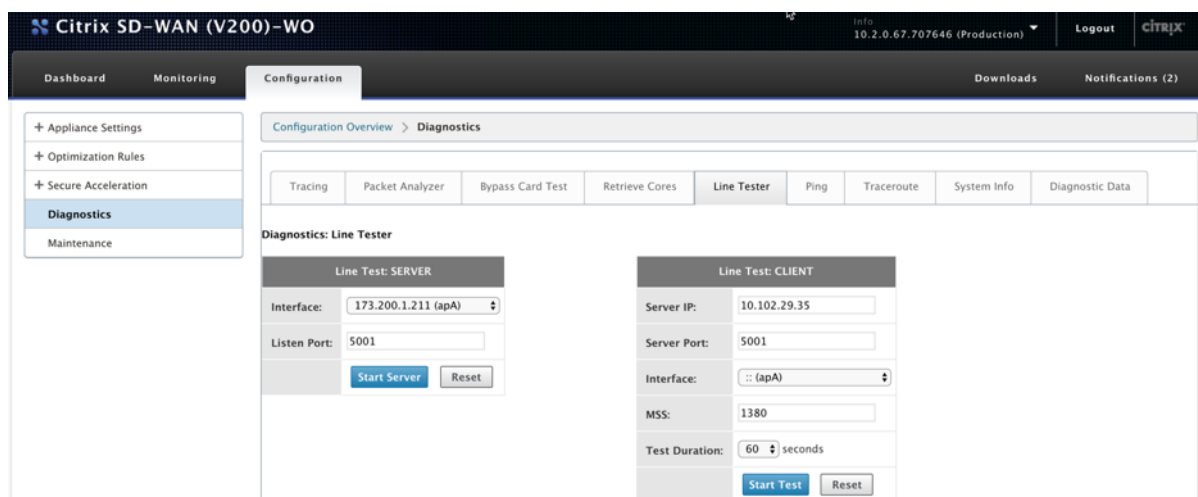 Citrix SD-WAN (V200)-WO
Info
10.2.0.67.707646 (Production)
Logout
CİTRIX
Dashboard
Monitoring
Configuration
Downloads
Notifications (2)
+ Appliance Settings
+ Optimization Rules
+ Secure Acceleration
Diagnostics
Maintenance
Configuration Overview > Diagnostics
Tracing
Packet Analyzer
Bypass Card Test
Retrieve Cores
Line Tester
Ping
Traceroute
System Info
Diagnostic Data
Diagnostics: Line Tester
Line Test: SERVER
Interface: 173.200.1.211 (apA)
Listen Port: 5001
Start Server
Reset
Line Test: CLIENT
Server IP: 10.102.29.35
Server Port: 5001
Interface: :: (apA)
MSS: 1380
Test Duration: 60 seconds
Start Test
Reset